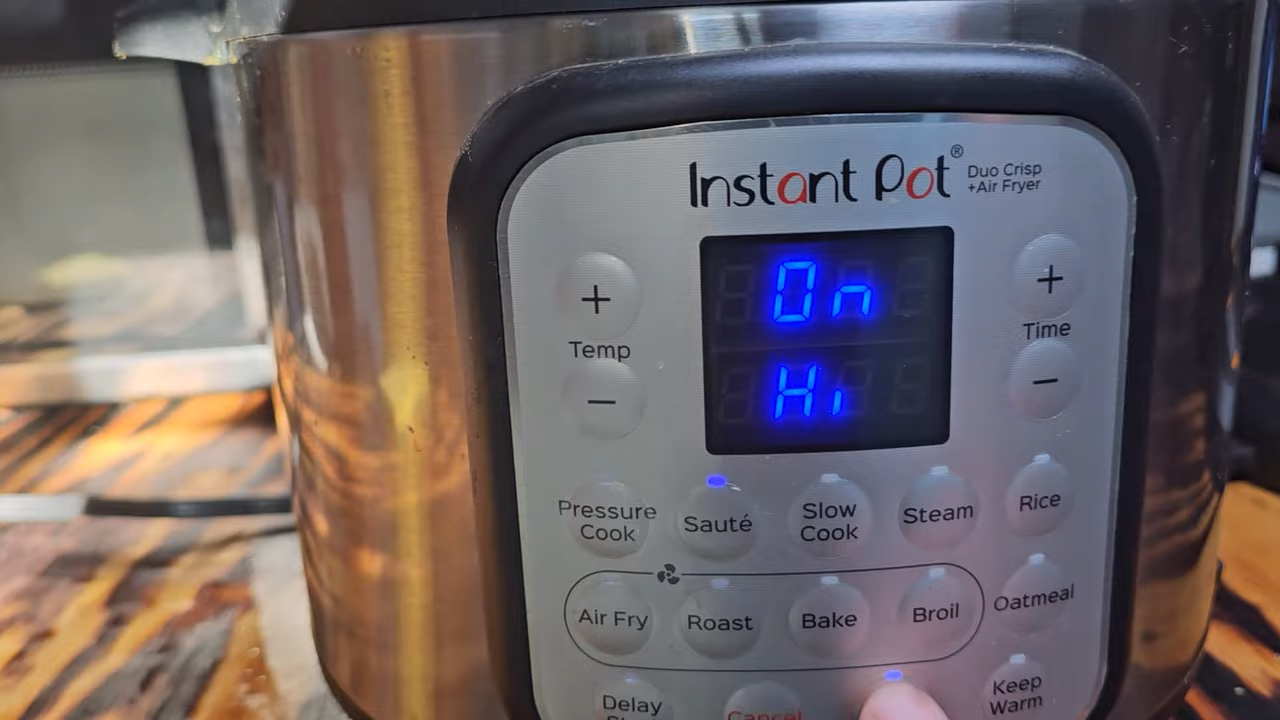 Instant Pot®
Duo Crisp
+Air Fryer
On
Hi
+
Temp
−
+
Time
−
Pressure
Cook
Sauté
Slow
Cook
Steam
Rice
Air Fry
Roast
Bake
Broil
Oatmeal
Delay
Cancel
Keep
Warm